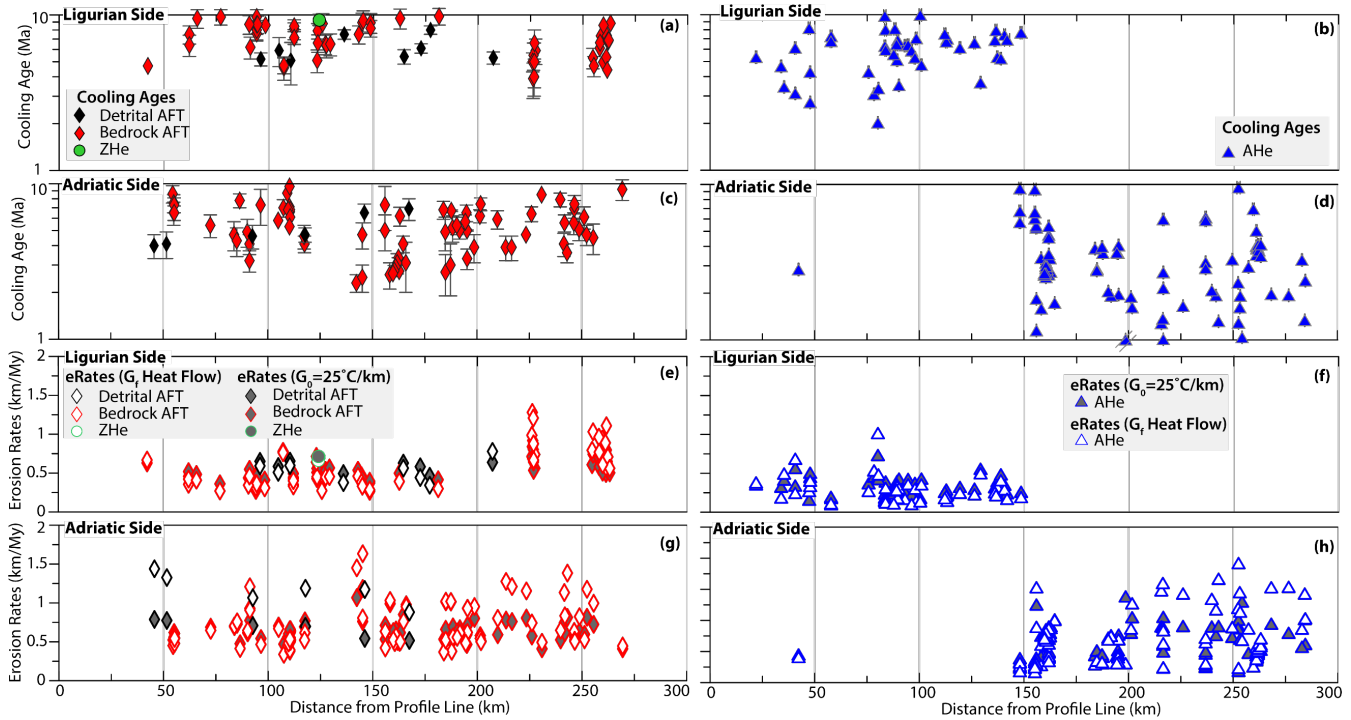 Ligurian Side
(a)
Cooling Age (Ma)
10
1
Cooling Ages
Detrital AFT
Bedrock AFT
ZHe
Ligurian Side
(b)
Cooling Ages
AHe
Adriatic Side
(c)
Cooling Age (Ma)
10
1
Adriatic Side
(d)
Ligurian Side
(e)
Erosion Rates (km/My)
2
1.5
1
0.5
0
eRates (Gf Heat Flow)
Detrital AFT
Bedrock AFT
ZHe
eRates (G0=25˚C/km)
Detrital AFT
Bedrock AFT
ZHe
Ligurian Side
(f)
eRates (G0=25˚C/km)
AHe
eRates (Gf Heat Flow)
AHe
Adriatic Side
(g)
Erosion Rates (km/My)
2
1.5
1
0.5
0
0 50 100 150 200 250 300
Distance from Profile Line (km)
Adriatic Side
(h)
0 50 100 150 200 250 300
Distance from Profile Line (km)